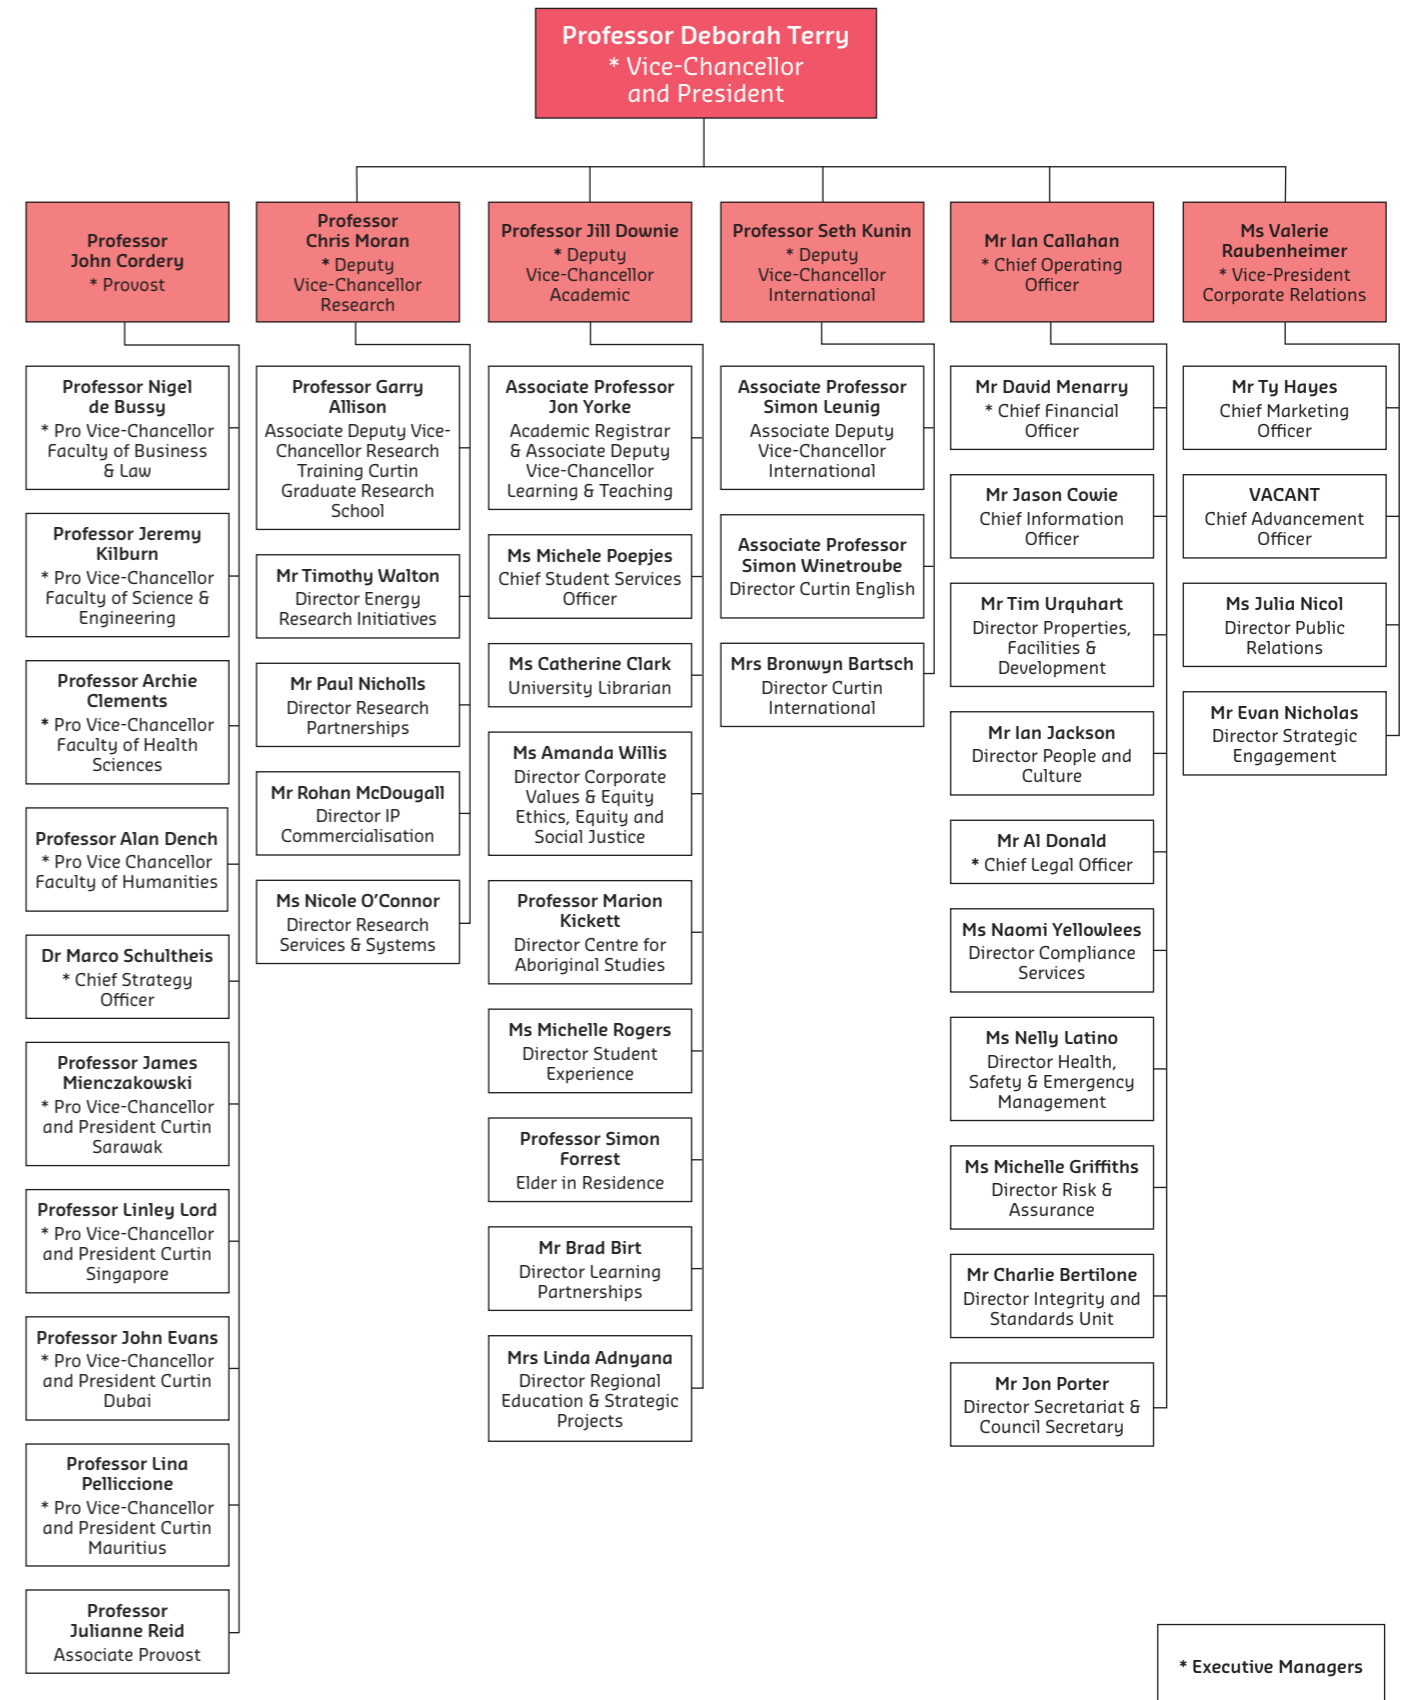 Professor Deborah Terry
* Vice-Chancellor
and President
Professor
John Cordery
* Provost
Professor Nigel
de Bussy
* Pro Vice-Chancellor
Faculty of Business
& Law
Professor Jeremy
Kilburn
* Pro Vice-Chancellor
Faculty of Science &
Engineering
Professor Archie
Clements
* Pro Vice-Chancellor
Faculty of Health
Sciences
Professor Alan Dench
* Pro Vice Chancellor
Faculty of Humanities
Dr Marco Schultheis
* Chief Strategy
Officer
Professor James
Mienczakowski
* Pro Vice-Chancellor
and President Curtin
Sarawak
Professor Linley Lord
* Pro Vice-Chancellor
and President Curtin
Singapore
Professor John Evans
* Pro Vice-Chancellor
and President Curtin
Dubai
Professor Lina
Pelliccione
* Pro Vice-Chancellor
and President Curtin
Mauritius
Professor
Julianne Reid
Associate Provost
Professor
Chris Moran
* Deputy
Vice-Chancellor
Research
Professor Garry
Allison
Associate Deputy Vice-
Chancellor Research
Training Curtin
Graduate Research
School
Mr Timothy Walton
Director Energy
Research Initiatives
Mr Paul Nicholls
Director Research
Partnerships
Mr Rohan McDougall
Director IP
Commercialisation
Ms Nicole O’Connor
Director Research
Services & Systems
Professor Jill Downie
* Deputy
Vice-Chancellor
Academic
Associate Professor
Jon Yorke
Academic Registrar
& Associate Deputy
Vice-Chancellor
Learning & Teaching
Ms Michele Poepjes
Chief Student Services
Officer
Ms Catherine Clark
University Librarian
Ms Amanda Willis
Director Corporate
Values & Equity
Ethics, Equity and
Social Justice
Professor Marion
Kickett
Director Centre for
Aboriginal Studies
Ms Michelle Rogers
Director Student
Experience
Professor Simon
Forrest
Elder in Residence
Mr Brad Birt
Director Learning
Partnerships
Mrs Linda Adnyana
Director Regional
Education & Strategic
Projects
Professor Seth Kunin
* Deputy
Vice-Chancellor
International
Associate Professor
Simon Leunig
Associate Deputy
Vice-Chancellor
International
Associate Professor
Simon Winetroube
Director Curtin English
Mrs Bronwyn Bartsch
Director Curtin
International
Mr Ian Callahan
* Chief Operating
Officer
Mr David Menarry
* Chief Financial
Officer
Mr Jason Cowie
Chief Information
Officer
Mr Tim Urquhart
Director Properties,
Facilities &
Development
Mr Ian Jackson
Director People and
Culture
Mr Al Donald
* Chief Legal Officer
Ms Naomi Yellowlees
Director Compliance
Services
Ms Nelly Latino
Director Health,
Safety & Emergency
Management
Ms Michelle Griffiths
Director Risk &
Assurance
Mr Charlie Bertilone
Director Integrity and
Standards Unit
Mr Jon Porter
Director Secretariat &
Council Secretary
Ms Valerie
Raubenheimer
* Vice-President
Corporate Relations
Mr Ty Hayes
Chief Marketing
Officer
VACANT
Chief Advancement
Officer
Ms Julia Nicol
Director Public
Relations
Mr Evan Nicholas
Director Strategic
Engagement
* Executive Managers